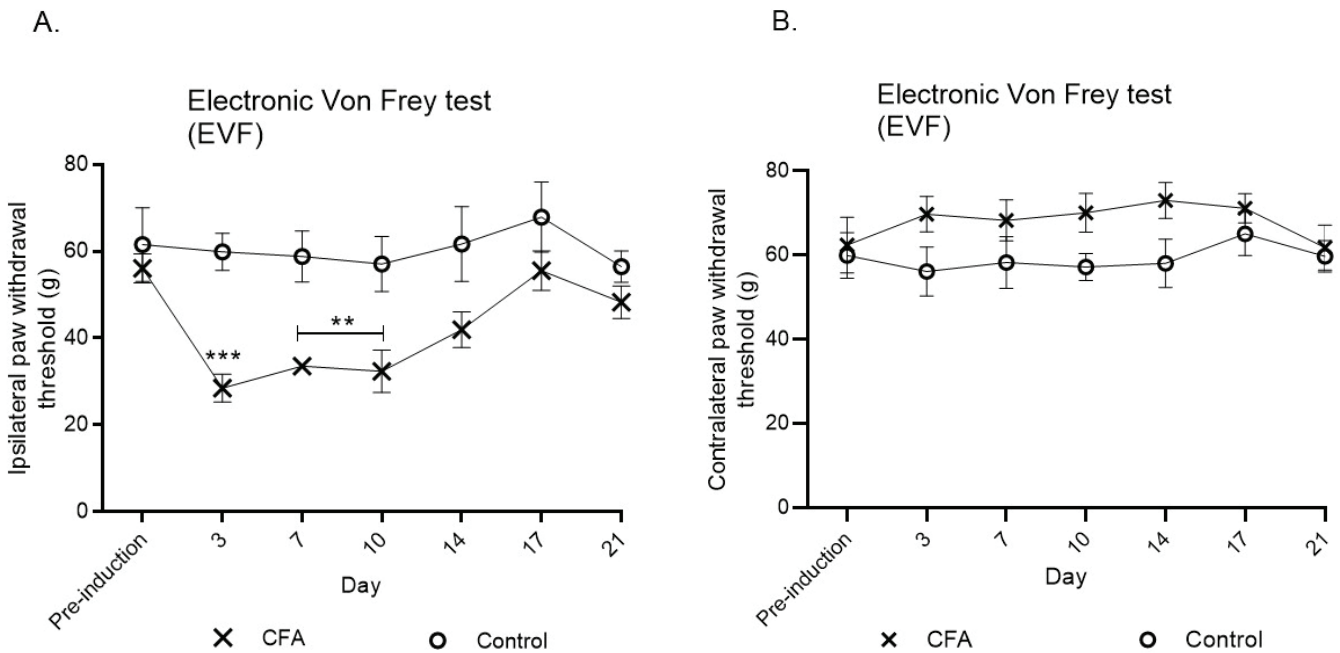 A.
Electronic Von Frey test
(EVF)
Ipsilateral paw withdrawal
threshold (g)
80
60
40
20
0
***
**
Pre-induction
3
7
10
14
17
21
Day
CFA
Control
B.
Electronic Von Frey test
(EVF)
Contralateral paw withdrawal
threshold (g)
80
60
40
20
0
Pre-induction
3
7
10
14
17
21
Day
CFA
Control